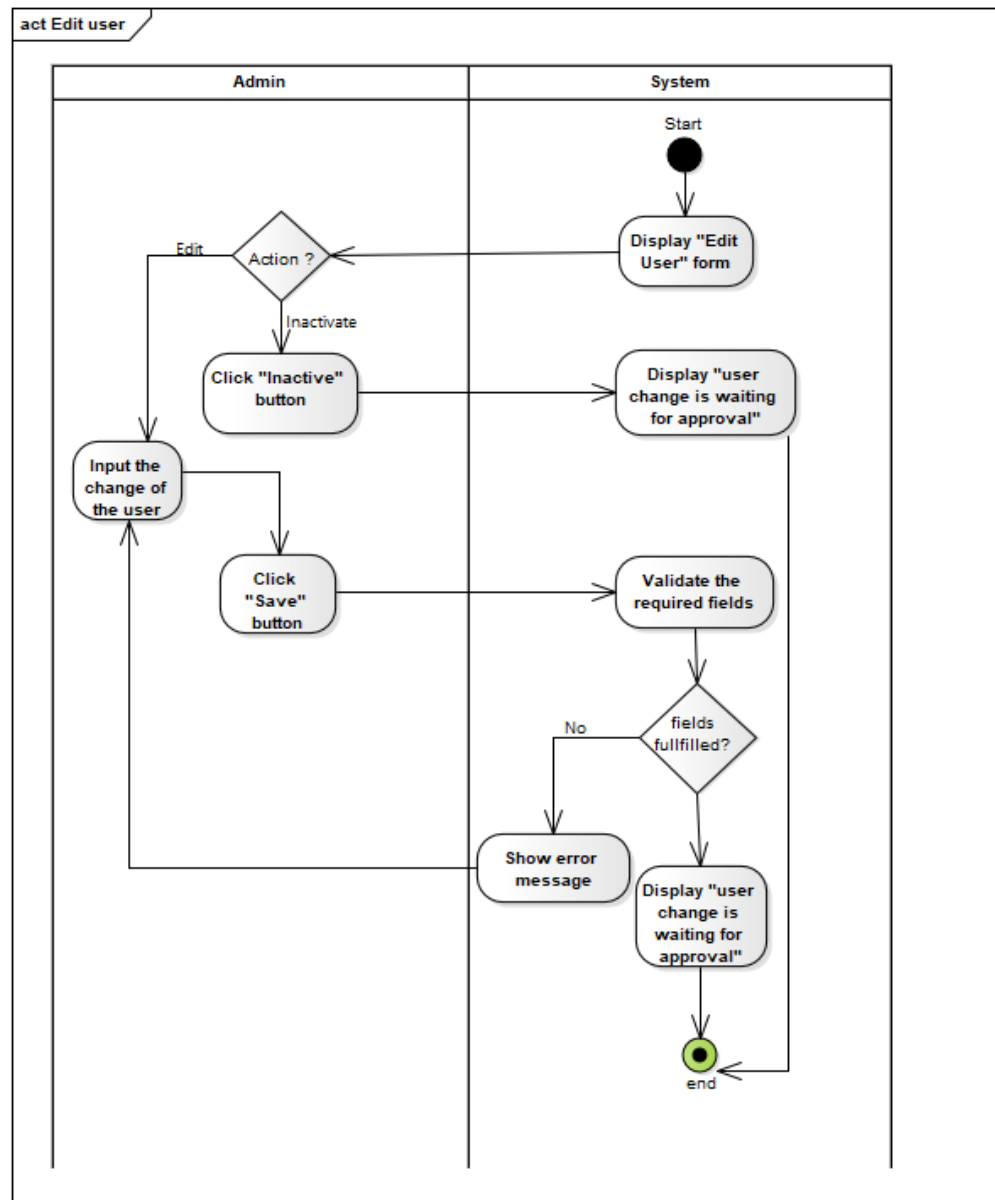 act Edit user
Admin
System
Start
Display "Edit
User" form
Action ?
Edit
Inactivate
Click "Inactive"
button
Display "user
change is waiting
for approval"
Input the
change of
the user
Click
"Save"
button
Validate the
required fields
fields
fullfilled?
No
Show error
message
Display "user
change is
waiting for
approval"
end